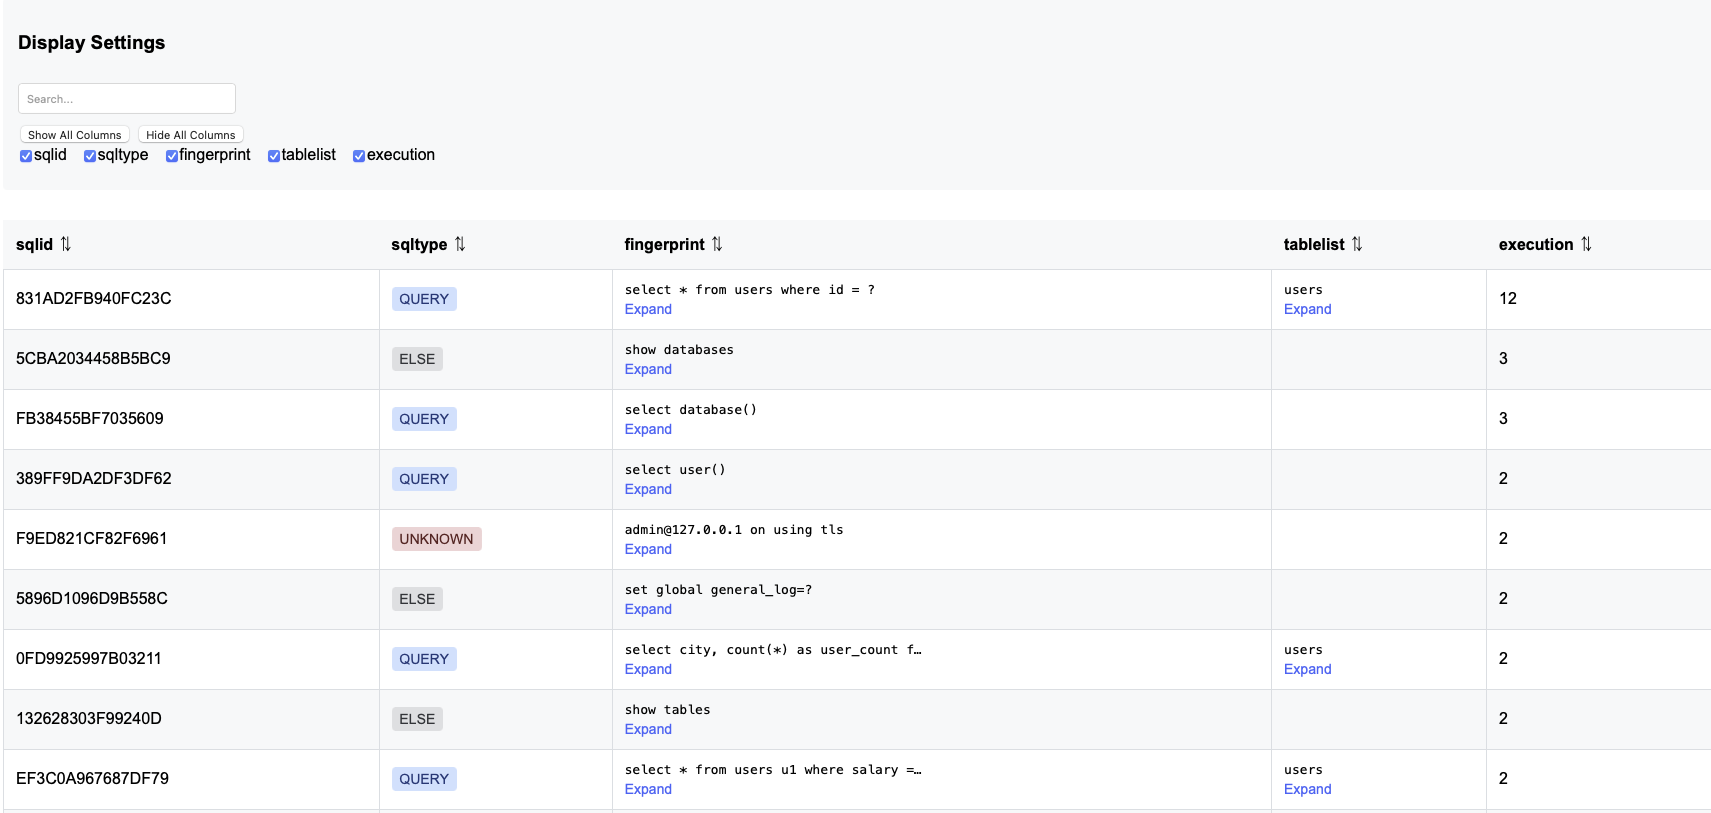 Display Settings
Search...
Show All Columns Hide All Columns
sqlid sqltype fingerprint tablelist execution
sqlid ⇅ sqltype ⇅ fingerprint ⇅ tablelist ⇅ execution ⇅
831AD2FB940FC23C QUERY select * from users where id = ? users 12
Expand Expand
5CBA2034458B5BC9 ELSE show databases 3
Expand
FB38455BF7035609 QUERY select database() 3
Expand
389FF9DA2DF3DF62 QUERY select user() 2
Expand
F9ED821CF82F6961 UNKNOWN admin@127.0.0.1 on using tls 2
Expand
5896D1096D9B558C ELSE set global general_log=? 2
Expand
0FD9925997B03211 QUERY select city, count(*) as user_count f… users 2
Expand Expand
132628303F99240D ELSE show tables 2
Expand
EF3C0A967687DF79 QUERY select * from users u1 where salary =… users 2
Expand Expand